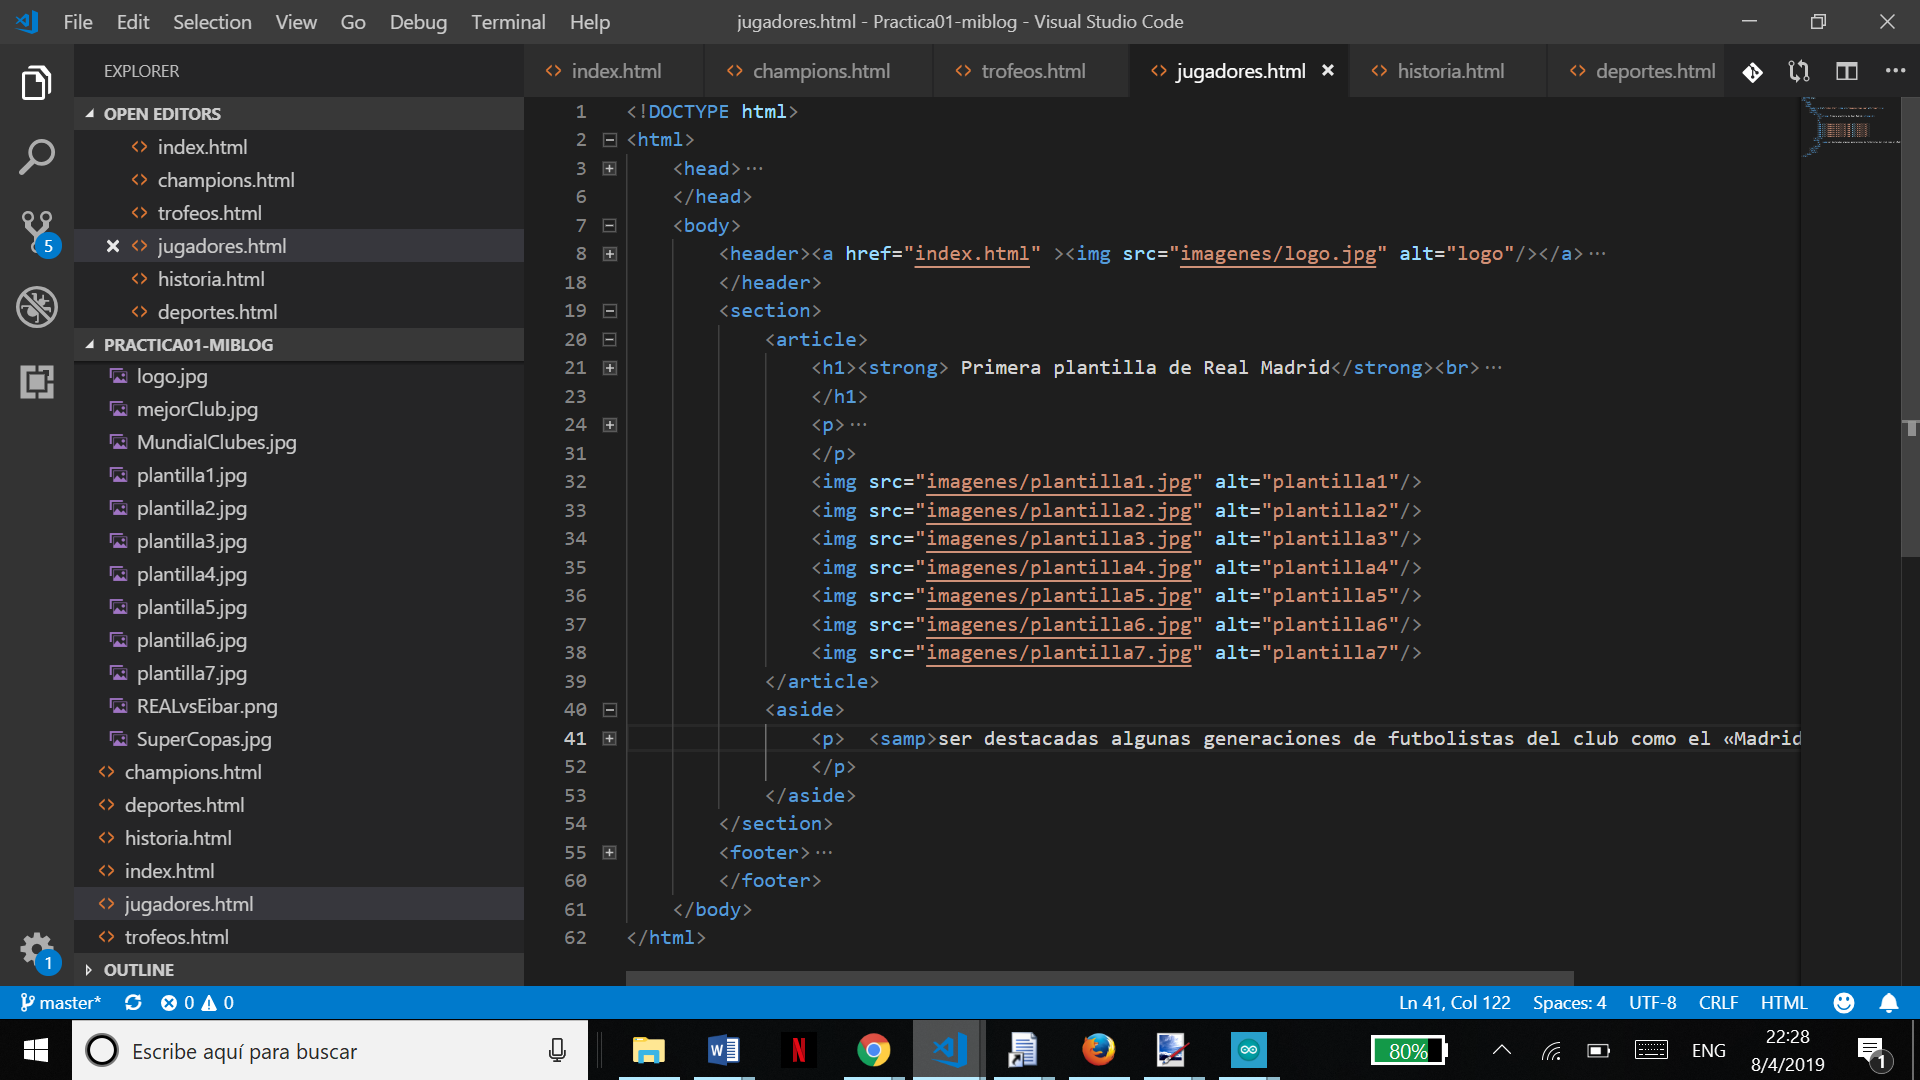 File Edit Selection View Go Debug Terminal Help
jugadores.html - Practica01-miblog - Visual Studio Code
EXPLORER
OPEN EDITORS
index.html
champions.html
trofeos.html
jugadores.html
historia.html
deportes.html
PRACTICA01-MIBLOG
logo.jpg
mejorClub.jpg
MundialClubes.jpg
plantilla1.jpg
plantilla2.jpg
plantilla3.jpg
plantilla4.jpg
plantilla5.jpg
plantilla6.jpg
plantilla7.jpg
REALvsEibar.png
SuperCopas.jpg
champions.html
deportes.html
historia.html
index.html
jugadores.html
trofeos.html
OUTLINE
5
1
index.html champions.html trofeos.html jugadores.html historia.html deportes.html
1 <!DOCTYPE html>
2 <html>
3 <head>...
6 </head>
7 <body>
8 <header><a href="index.html" ><img src="imagenes/logo.jpg" alt="logo"/></a>...
18 </header>
19 <section>
20 <article>
21 <h1><strong> Primera plantilla de Real Madrid</strong><br>...
23 </h1>
24 <p>...
31 </p>
32 <img src="imagenes/plantilla1.jpg" alt="plantilla1"/>
33 <img src="imagenes/plantilla2.jpg" alt="plantilla2"/>
34 <img src="imagenes/plantilla3.jpg" alt="plantilla3"/>
35 <img src="imagenes/plantilla4.jpg" alt="plantilla4"/>
36 <img src="imagenes/plantilla5.jpg" alt="plantilla5"/>
37 <img src="imagenes/plantilla6.jpg" alt="plantilla6"/>
38 <img src="imagenes/plantilla7.jpg" alt="plantilla7"/>
39 </article>
40 <aside>
41 <p>  <samp>ser destacadas algunas generaciones de futbolistas del club como el «Madrid
52 </p>
53 </aside>
54 </section>
55 <footer>...
60 </footer>
61 </body>
62 </html>
master* 0 0 Ln 41, Col 122 Spaces: 4 UTF-8 CRLF HTML
Escribe aquí para buscar
80%
ENG
22:28
8/4/2019
1